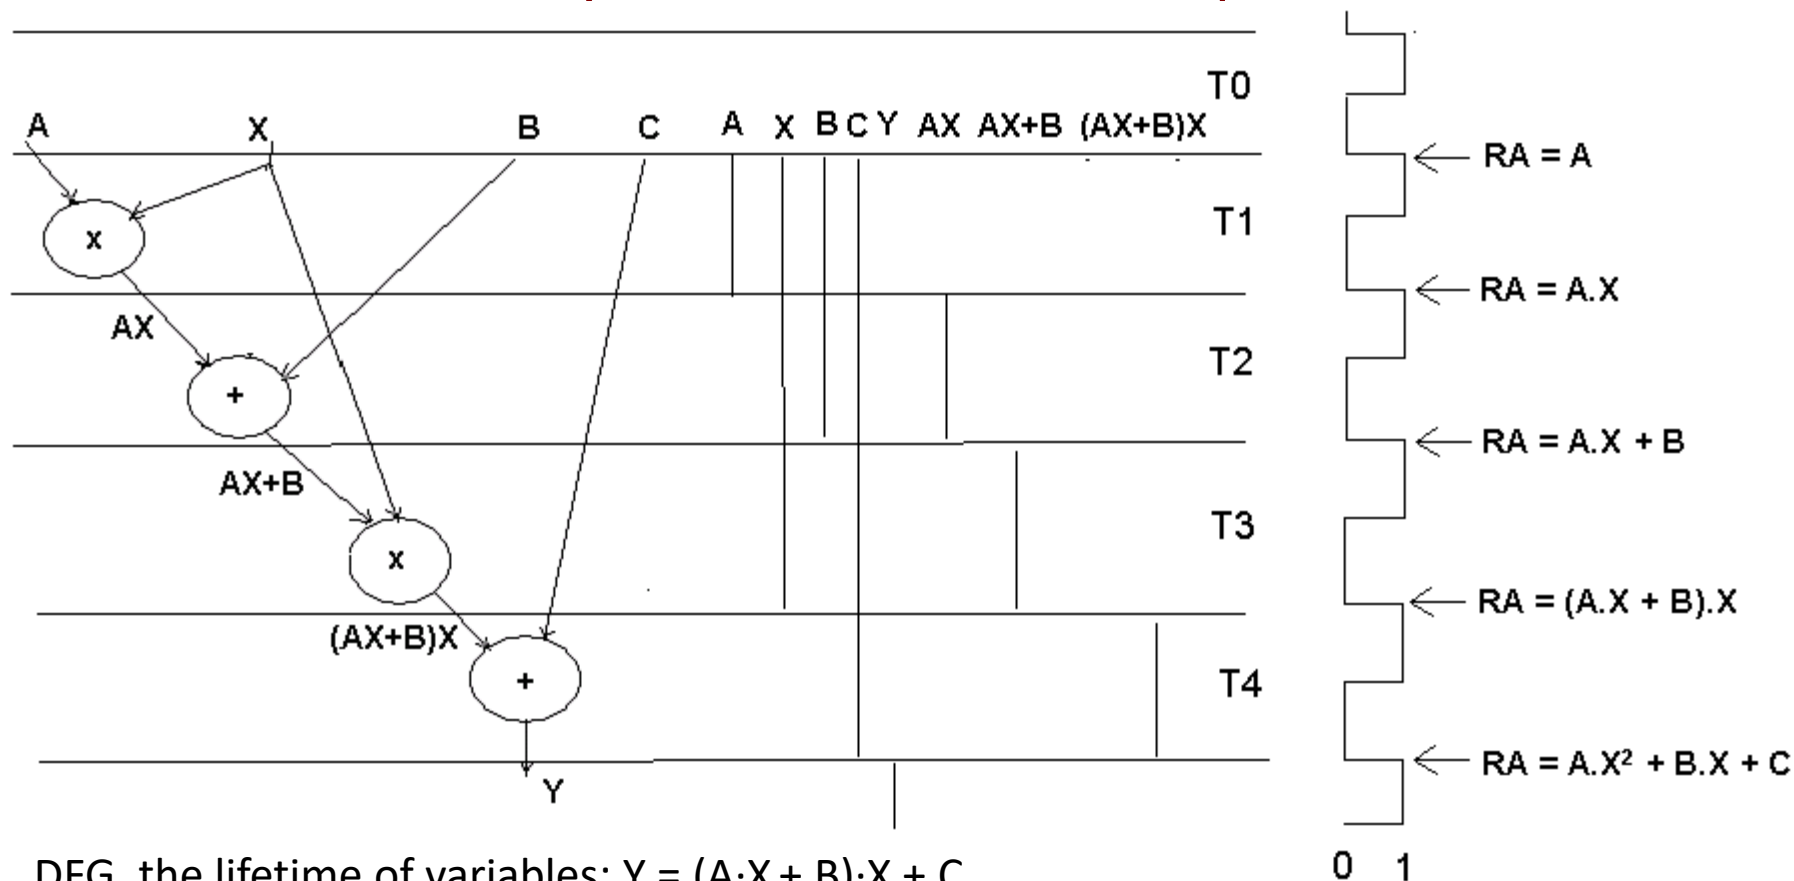 T0
A X B C A X B C Y AX AX+B (AX+B)X
RA = A
x
T1
RA = A.X
AX
T2
+
RA = A.X + B
AX+B
T3
x
RA = (A.X + B).X
(AX+B)X
T4
+
RA = A.X² + B.X + C
Y
DFG, the lifetime of variables: Y = (A·X + B)·X + C
0 1